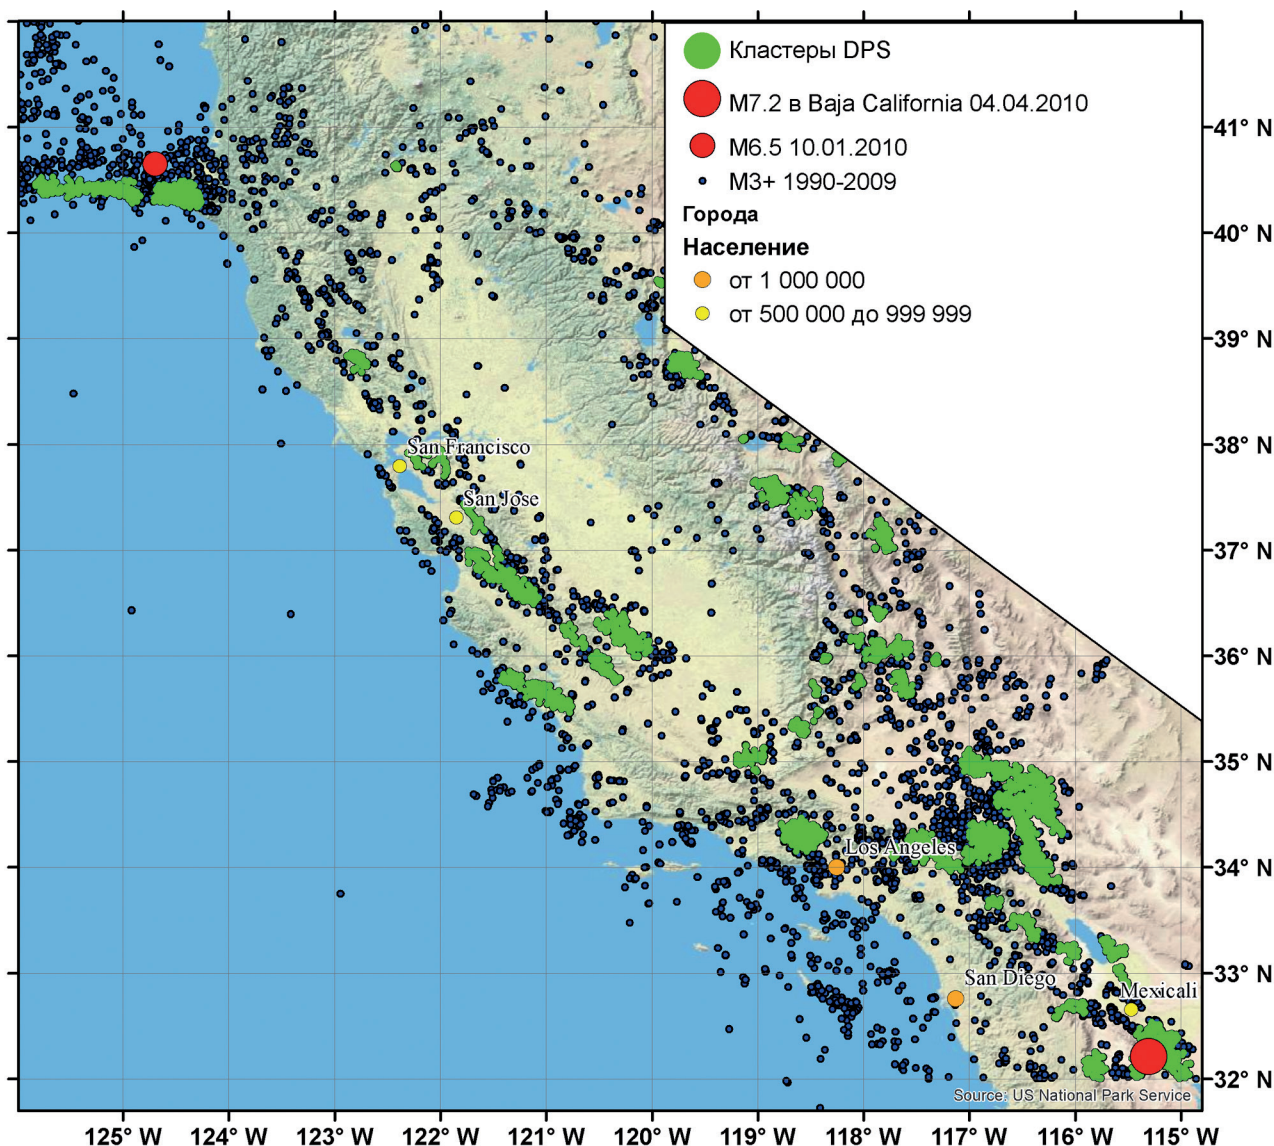 Кластеры DPS
M7.2 в Baja California 04.04.2010
M6.5 10.01.2010
M3+ 1990-2009
Города
Население
от 1 000 000
от 500 000 до 999 999
41° N
40° N
39° N
38° N
37° N
36° N
35° N
34° N
33° N
32° N
San Francisco
San Jose
Los Angeles
San Diego
Mexicali
Source: US National Park Service
125° W 124° W 123° W 122° W 121° W 120° W 119° W 118° W 117° W 116° W 115° W